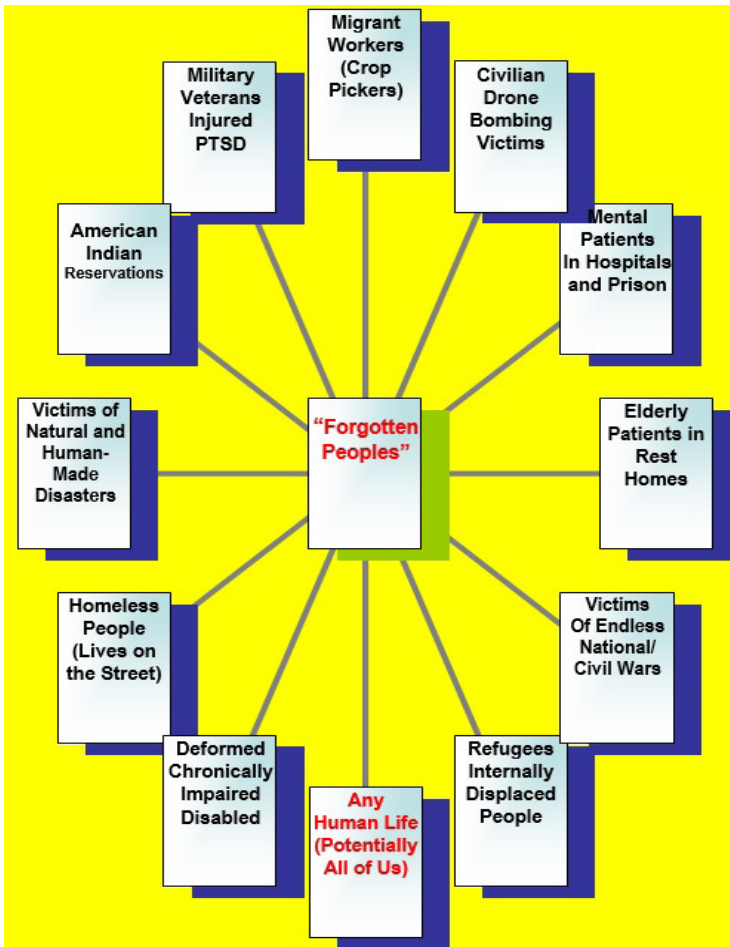 Migrant
Workers
(Crop
Pickers)
Civilian
Drone
Bombing
Victims
Mental
Patients
In Hospitals
and Prison
Elderly
Patients in
Rest
Homes
Victims
Of Endless
National/
Civil Wars
Refugees
Internally
Displaced
People
Any
Human Life
(Potentially
All of Us)
Deformed
Chronically
Impaired
Disabled
Homeless
People
(Lives on
the Street)
Victims of
Natural and
Human-
Made
Disasters
American
Indian
Reservations
Military
Veterans
Injured
PTSD
“Forgotten
Peoples”